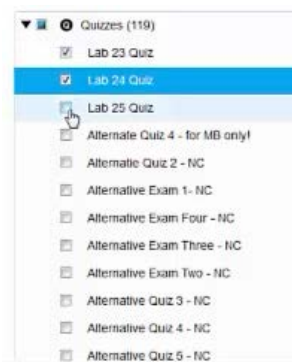 Quizzes (119)
Lab 23 Quiz
Lab 24 Quiz
Lab 25 Quiz
Alternate Quiz 4 - for MB only!
Alternatie Quiz 2 - NC
Alternative Exam 1- NC
Alternative Exam Four - NC
Alternative Exam Three - NC
Alternative Exam Two - NC
Alternative Quiz 3 - NC
Alternative Quiz 4 - NC
Alternative Quiz 5 - NC